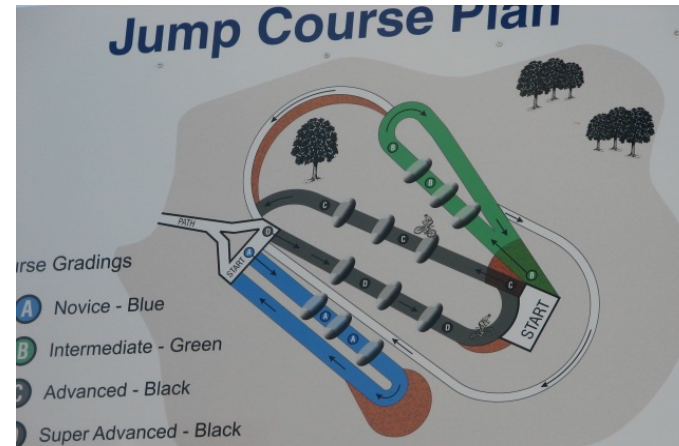 Jump Course Plan
PATH
START
A
D
C
C
D
D
B
B
B
C
START
A
A
urse Gradings
A Novice - Blue
B Intermediate - Green
C Advanced - Black
Super Advanced - Black